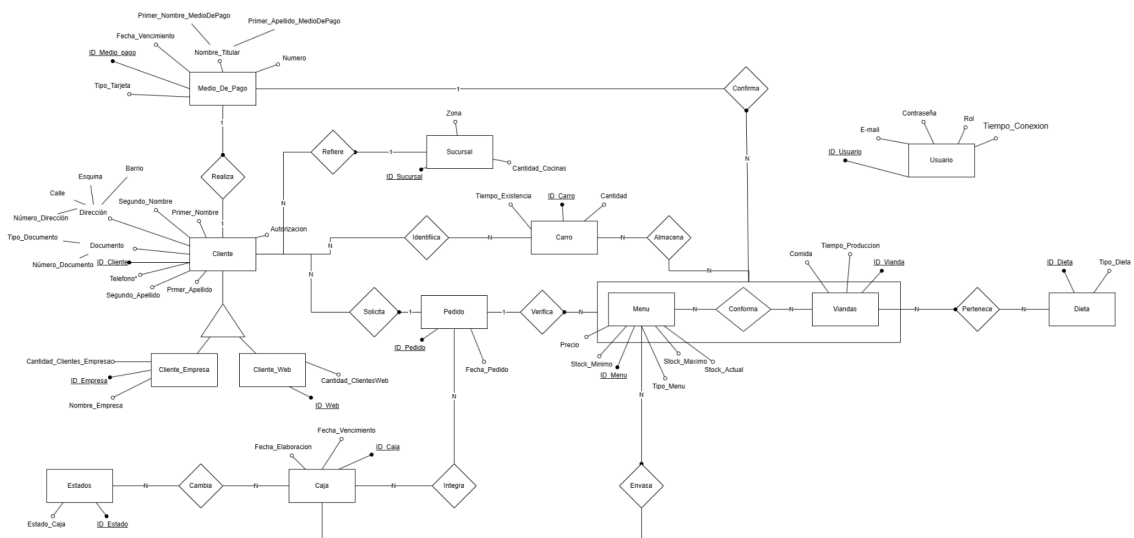 Primer_Nombre_MedioDePago
Primer_Apellido_MedioDePago
Fecha_Vencimiento
ID_Medio_pago
Nombre_Titular
Numero
Tipo_Tarjeta
Medio_De_Pago
1
Confirma
1
N
Realiza
1
Refiere
1
N
Zona
Sucursal
Cantidad_Cocinas
ID_Sucursal
Contraseña
Rol
E-mail
Tiempo_Conexion
ID_Usuario
Usuario
Barrio
Esquina
Calle
Dirección
Número_Dirección
Segundo_Nombre
Primer_Nombre
Autorizacion
Tipo_Documento
Documento
Número_Documento
ID_Cliente
Cliente
Telefono*
Segundo_Apellido
Prmer_Apellido
N
Identifica
N
Tiempo_Existencia
ID_Carro
Cantidad
Carro
N
Almacena
N
N
Solicita
1
Pedido
1
Verifica
N
ID_Pedido
Fecha_Pedido
Menu
N
Conforma
N
Viandas
Comida
Tiempo_Produccion
ID_Vianda
N
Pertenece
N
Dieta
ID_Dieta
Tipo_Dieta
Precio
Stock_Minimo
ID_Menu
Tipo_Menu
Stock_Maximo
Stock_Actual
Cantidad_Clientes_Empresa
ID_Empresa
Nombre_Empresa
Cliente_Empresa
Cliente_Web
Cantidad_ClientesWeb
ID_Web
N
N
Estados
N
Cambia
N
Caja
N
Integra
Envasa
Estado_Caja
ID_Estado
Fecha_Elaboracion
Fecha_Vencimiento
ID_Caja